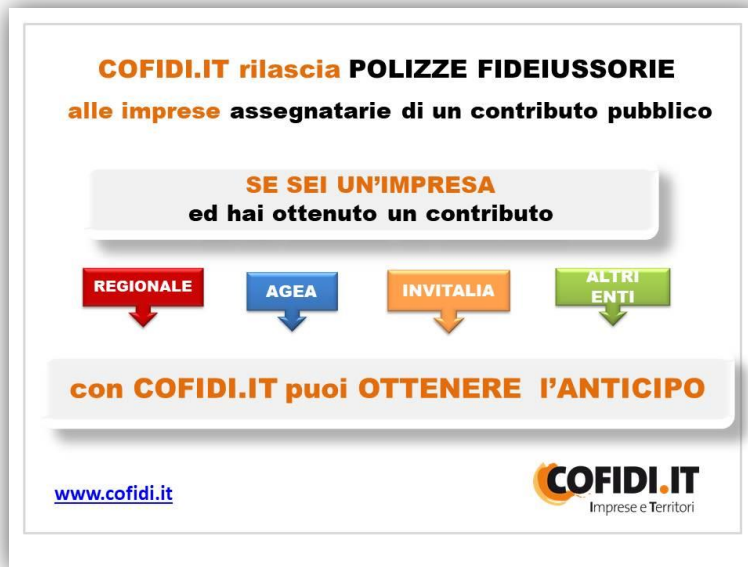 COFIDI.IT rilascia POLIZZE FIDEIUSSORIE
alle imprese assegnatarie di un contributo pubblico
SE SEI UN'IMPRESA
ed hai ottenuto un contributo
REGIONALE
AGEA
INVITALIA
ALTRI
ENTI
con COFIDI.IT puoi OTTENERE l'ANTICIPO
www.cofidi.it
COFIDI.IT
Imprese e Territori